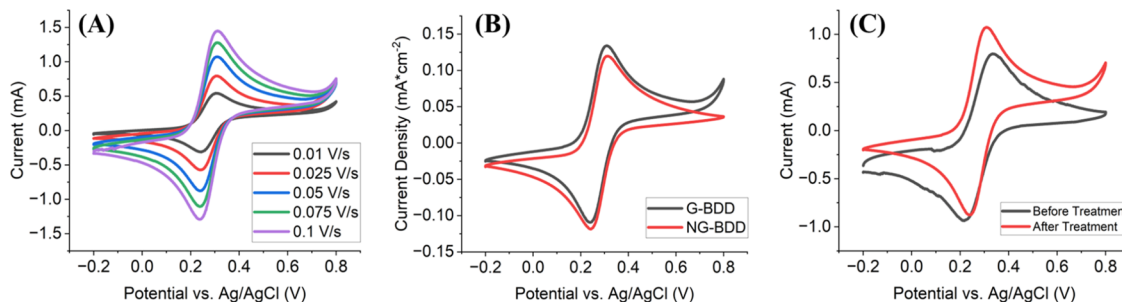 (A)
Current (mA)
1.5
1.0
0.5
0.0
−0.5
−1.0
−1.5
0.01 V/s
0.025 V/s
0.05 V/s
0.075 V/s
0.1 V/s
−0.2 0.0 0.2 0.4 0.6 0.8
Potential vs. Ag/AgCl (V)
(B)
Current Density (mA*cm⁻²)
0.15
0.10
0.05
0.00
−0.05
−0.10
−0.15
G-BDD
NG-BDD
−0.2 0.0 0.2 0.4 0.6 0.8
Potential vs. Ag/AgCl (V)
(C)
Current (mA)
1.0
0.5
0.0
−0.5
−1.0
Before Treatment
After Treatment
−0.2 0.0 0.2 0.4 0.6 0.8
Potential vs. Ag/AgCl (V)